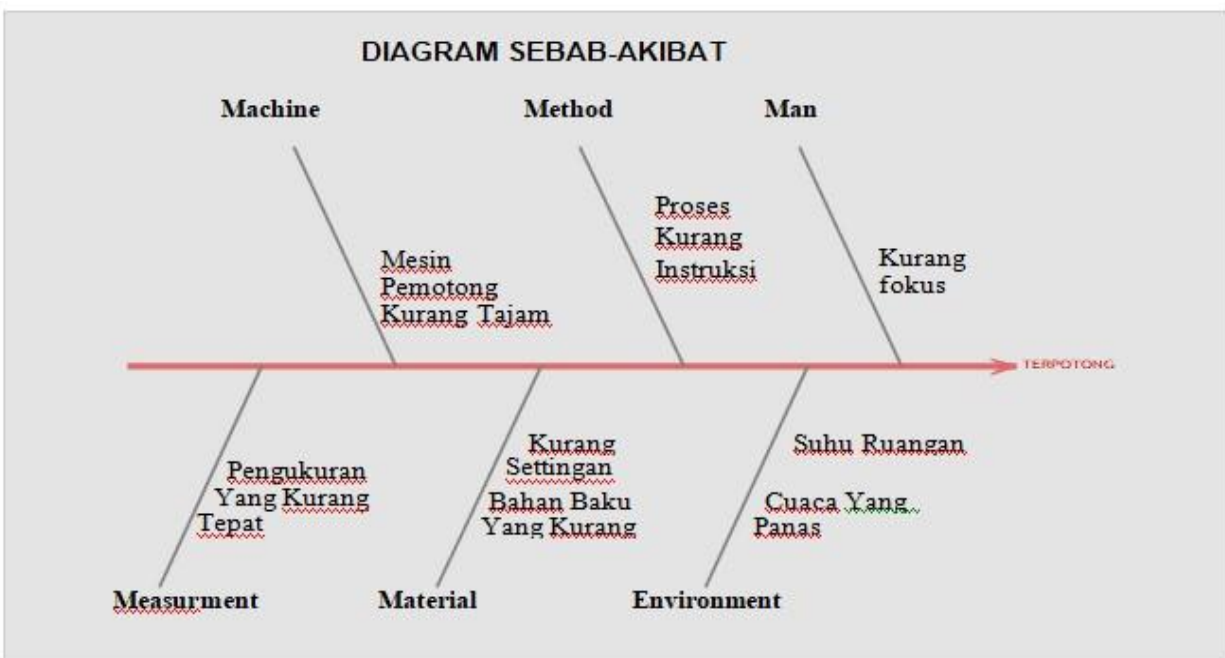 DIAGRAM SEBAB-AKIBAT
Machine
Method
Man
Proses
Kurang
Instruksi
Mesin
Pemotong
Kurang Tajam
Kurang
fokus
TERPOTONG
Pengukuran
Yang Kurang
Tepat
Kurang
Settingan
Bahan Baku
Yang Kurang
Suhu Ruangan
Cuaca Yang
Panas
Measurment
Material
Environment